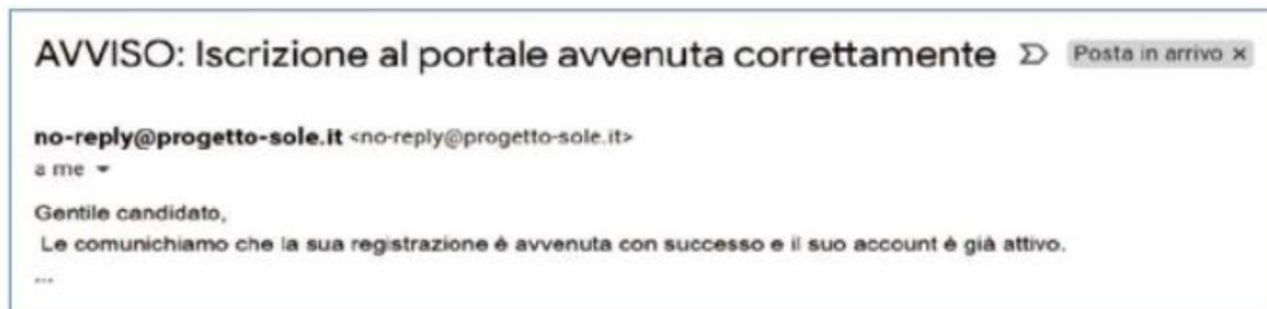 AVVISO: Iscrizione al portale avvenuta correttamente Posta in arrivo ×
no-reply@progetto-sole.it <no-reply@progetto-sole.it>
a me
Gentile candidato,
Le comunichiamo che la sua registrazione è avvenuta con successo e il suo account è già attivo.
...